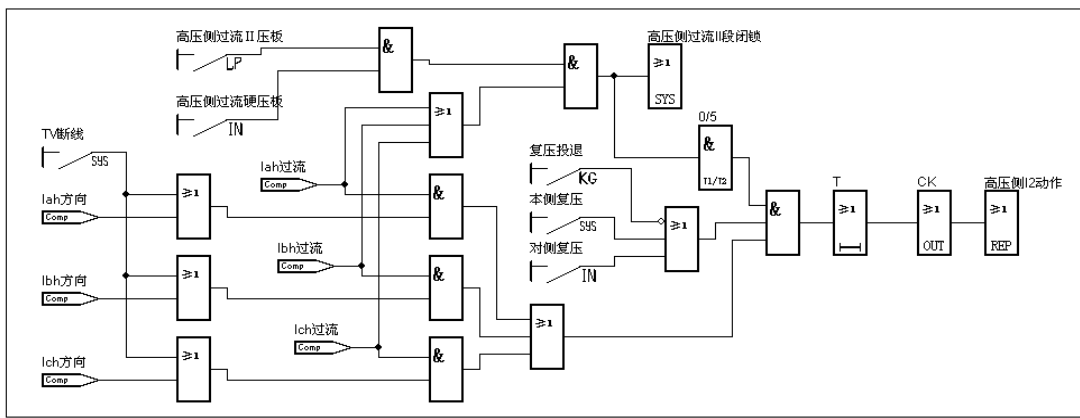 高压侧过流II压板
LP
高压侧过流硬压板
IN
TV断线
SYS
Iah方向
Comp
Ibh方向
Comp
Ich方向
Comp
≥1
≥1
≥1
Iah过流
Comp
Ibh过流
Comp
Ich过流
Comp
&
≥1
&
&
&
&
≥1
复压投退
KG
本侧复压
SYS
对侧复压
IN
≥1
高压侧过流II段闭锁
≥1
SYS
0/5
&
T1/T2
&
T
≥1
CK
≥1
OUT
高压侧I2动作
≥1
REP